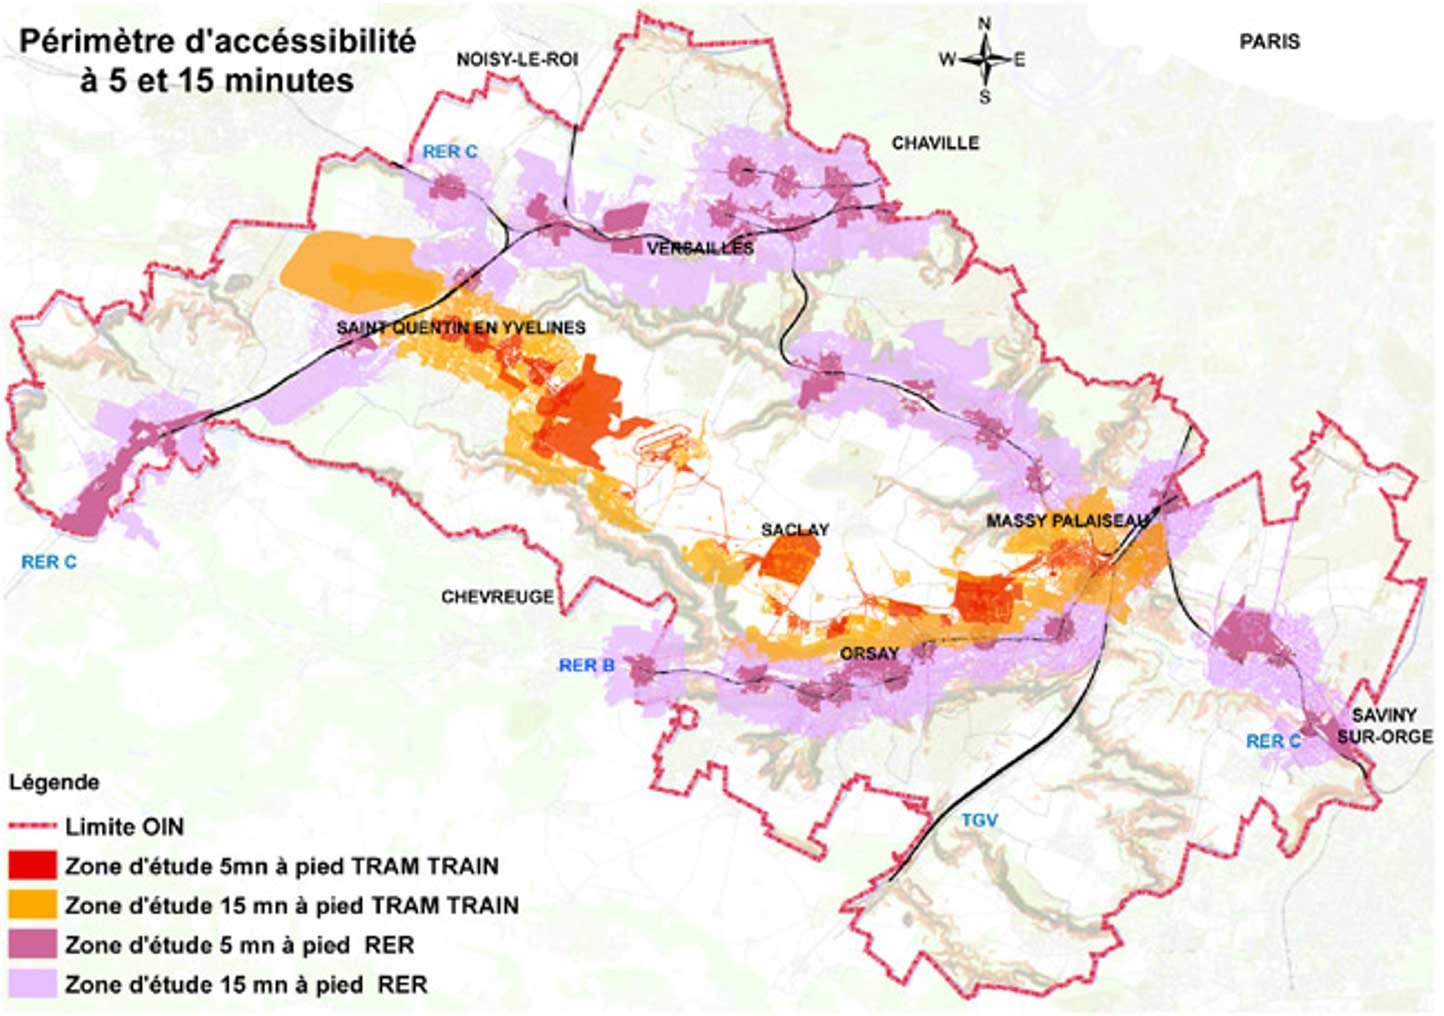 Périmètre d'accéssibilité
à 5 et 15 minutes
NOISY-LE-ROI
N
W
E
S
PARIS
CHAVILLE
RER C
VERSAILLES
SAINT QUENTIN EN YVELINES
SACLAY
MASSY PALAISEAU
RER C
CHEVREUGE
RER B
ORSAY
SAVINY
SUR-ORGE
RER C
TGV
Légende
Limite OIN
Zone d'étude 5mn à pied TRAM TRAIN
Zone d'étude 15 mn à pied TRAM TRAIN
Zone d'étude 5 mn à pied RER
Zone d'étude 15 mn à pied RER